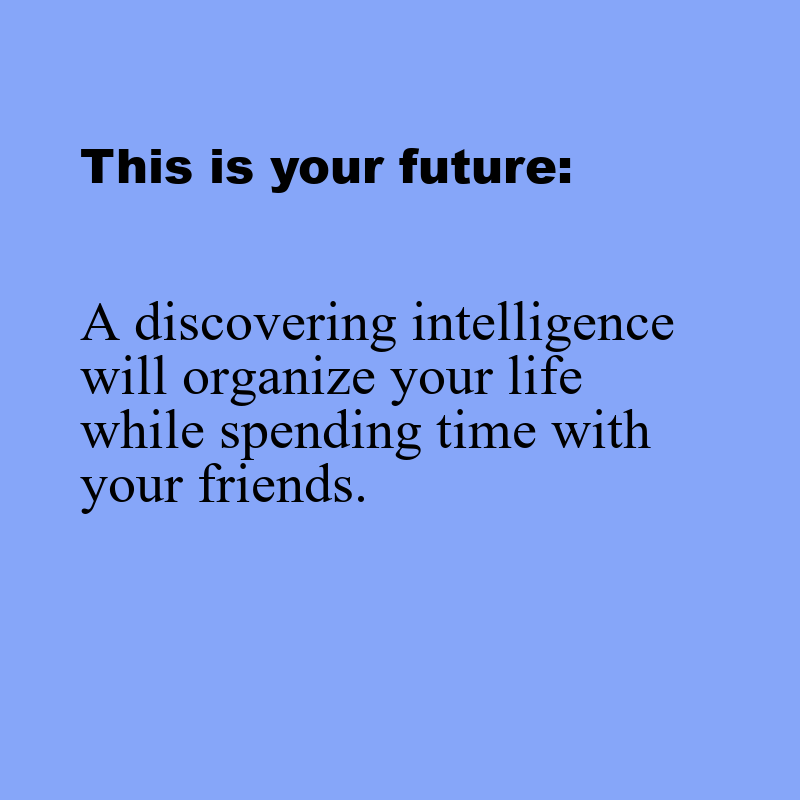 This is your future:
A discovering intelligence
will organize your life
while spending time with
your friends.